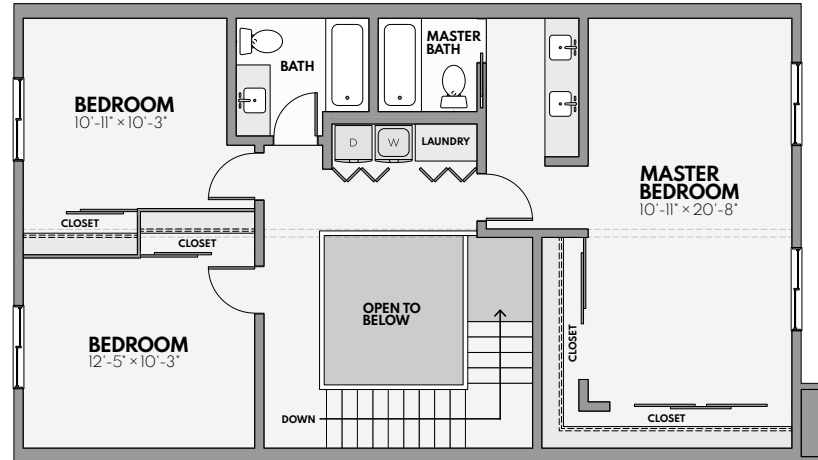 BEDROOM
10'-11" × 10'-3"
BATH
MASTER
BATH
D
W
LAUNDRY
MASTER
BEDROOM
10'-11" × 20'-8"
CLOSET
CLOSET
OPEN TO
BELOW
BEDROOM
12'-5" × 10'-3"
CLOSET
DOWN
CLOSET